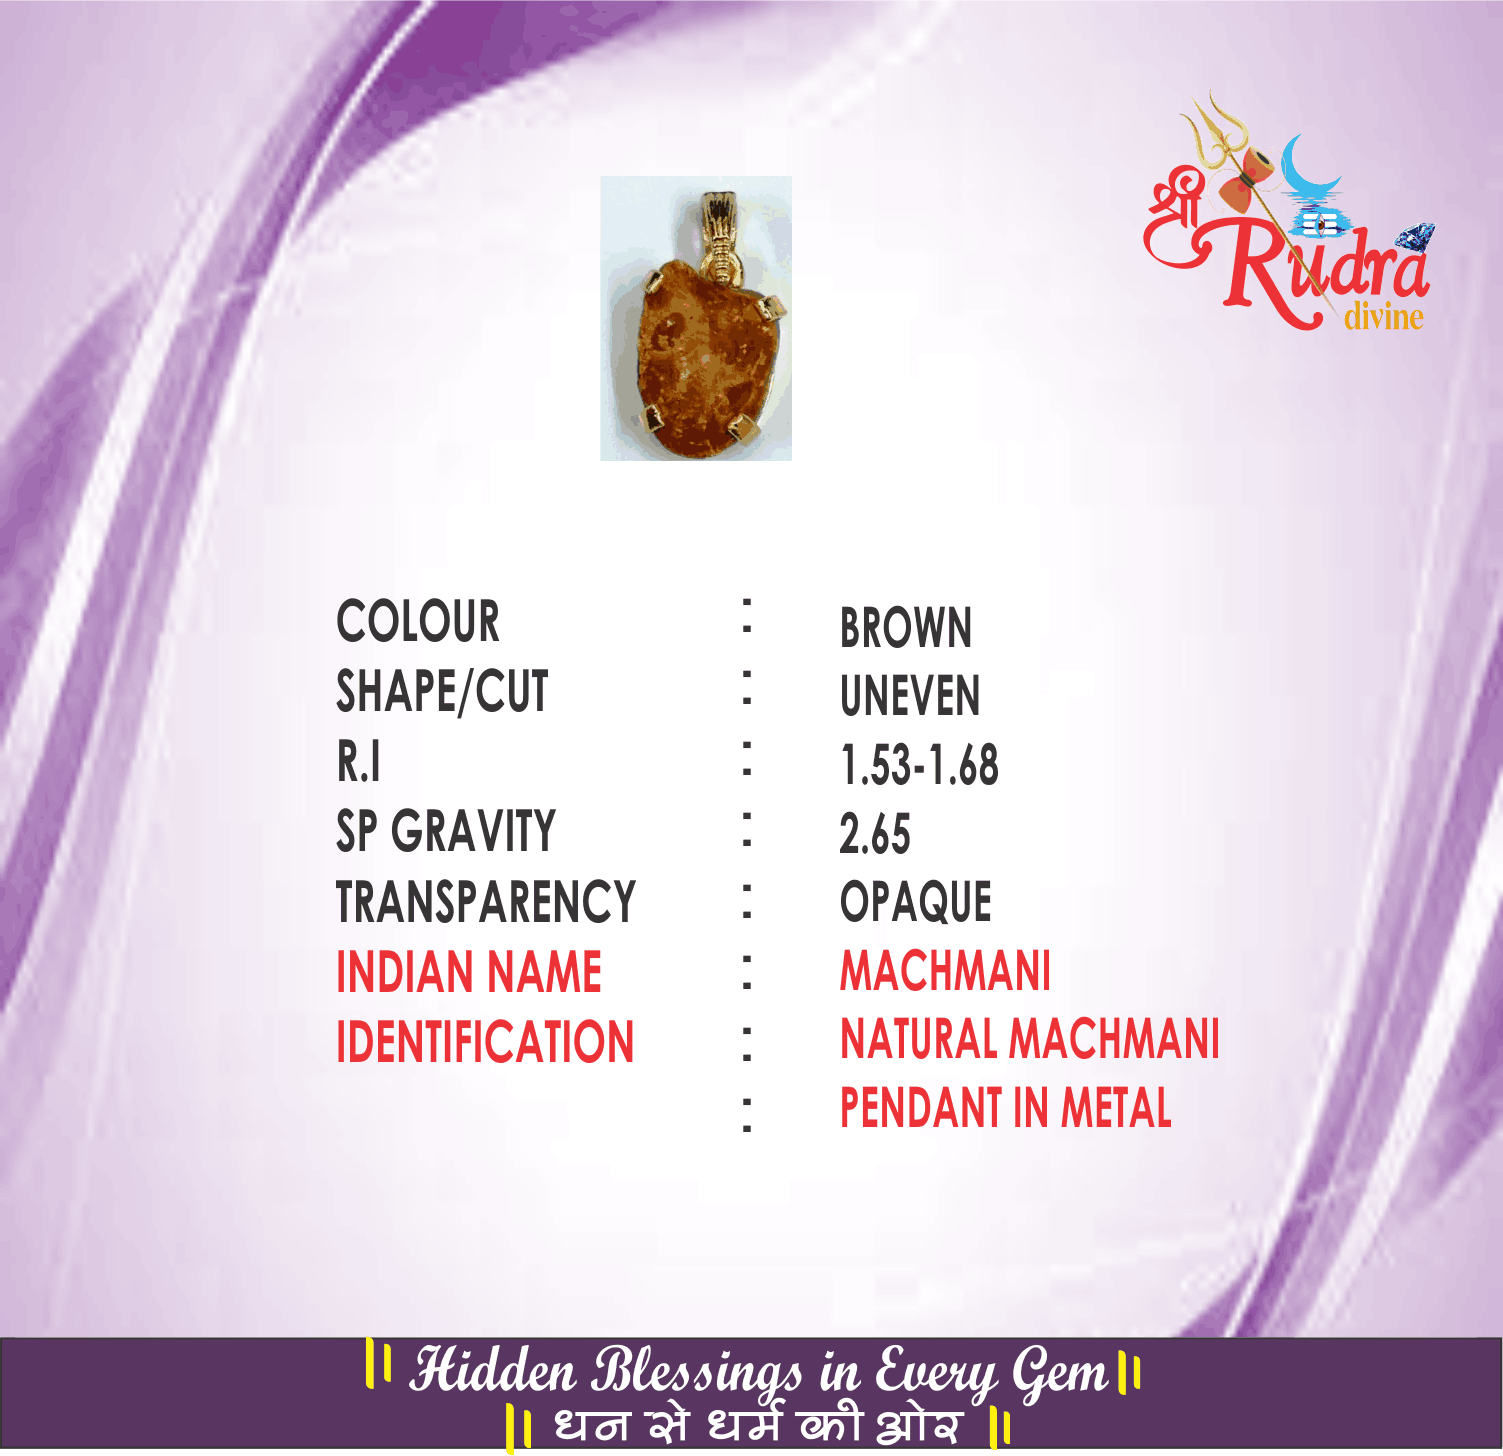 श्री Rudra
divine
COLOUR : BROWN
SHAPE/CUT : UNEVEN
R.I : 1.53-1.68
SP GRAVITY : 2.65
TRANSPARENCY : OPAQUE
INDIAN NAME : MACHMANI
IDENTIFICATION : NATURAL MACHMANI
: PENDANT IN METAL
|| Hidden Blessings in Every Gem ||
|| धन से धर्म की ओर ||